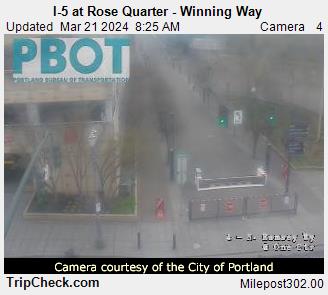 I-5 at Rose Quarter - Winning Way
Updated Mar 21 2024 8:25 AM Camera 4
PBOT
PORTLAND BUREAU OF TRANSPORTATION
Camera courtesy of the City of Portland
TripCheck.com Milepost302.00